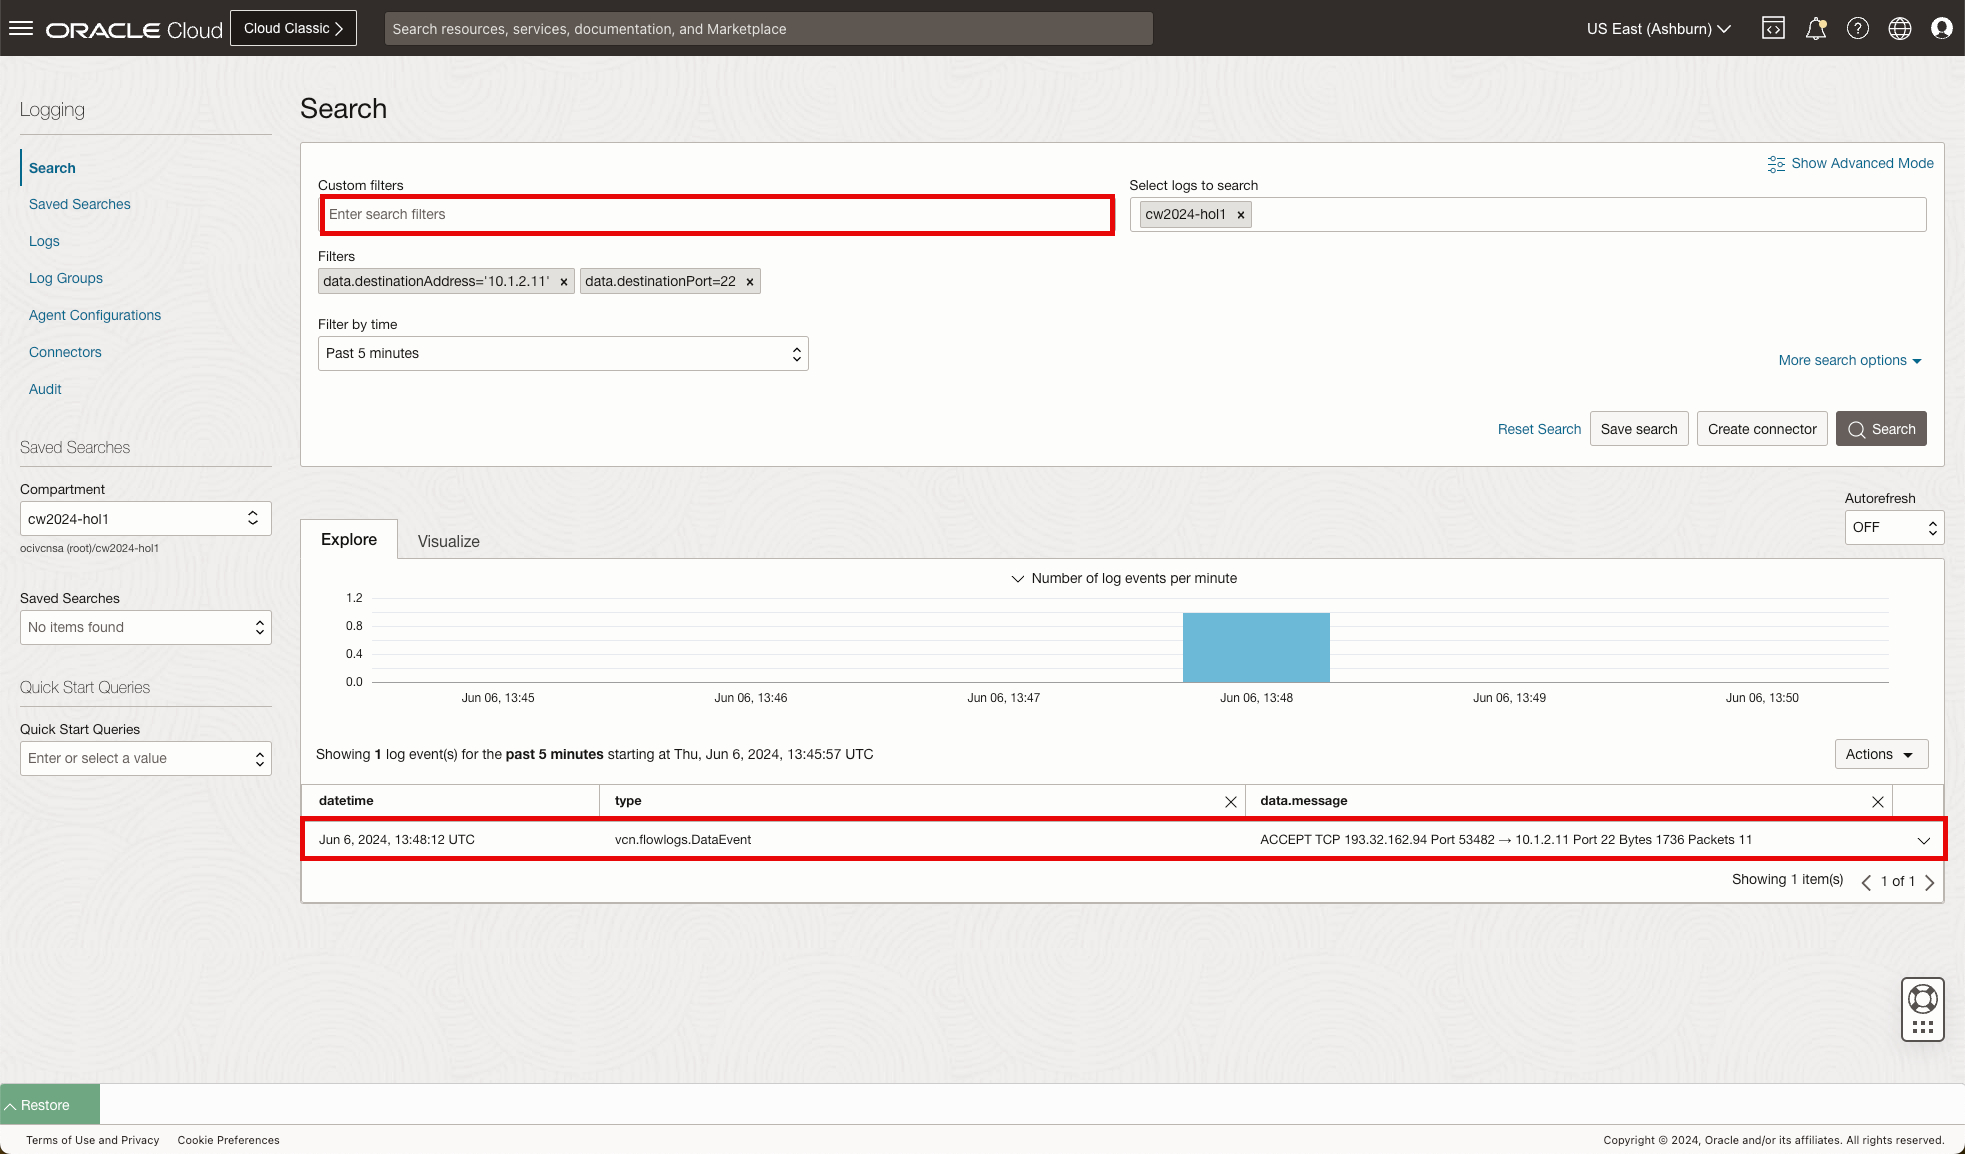 ORACLE Cloud
Cloud Classic
Search resources, services, documentation, and Marketplace
US East (Ashburn)
Logging
Search
Saved Searches
Logs
Log Groups
Agent Configurations
Connectors
Audit
Saved Searches
Compartment
cw2024-hol1
ocivcnsa (root)/cw2024-hol1
Saved Searches
No items found
Quick Start Queries
Quick Start Queries
Enter or select a value
Search
Show Advanced Mode
Custom filters
Enter search filters
Select logs to search
cw2024-hol1 ×
Filters
data.destinationAddress='10.1.2.11' × data.destinationPort=22 ×
Filter by time
Past 5 minutes
More search options
Reset Search Save search Create connector Search
Autorefresh
OFF
Explore Visualize
Number of log events per minute
1.2
0.8
0.4
0.0
Jun 06, 13:45 Jun 06, 13:46 Jun 06, 13:47 Jun 06, 13:48 Jun 06, 13:49 Jun 06, 13:50
Showing 1 log event(s) for the past 5 minutes starting at Thu, Jun 6, 2024, 13:45:57 UTC
Actions
datetime type data.message
Jun 6, 2024, 13:48:12 UTC vcn.flowlogs.DataEvent ACCEPT TCP 193.32.162.94 Port 53482 → 10.1.2.11 Port 22 Bytes 1736 Packets 11
Showing 1 item(s) 1 of 1
Restore
Terms of Use and Privacy Cookie Preferences
Copyright © 2024, Oracle and/or its affiliates. All rights reserved.